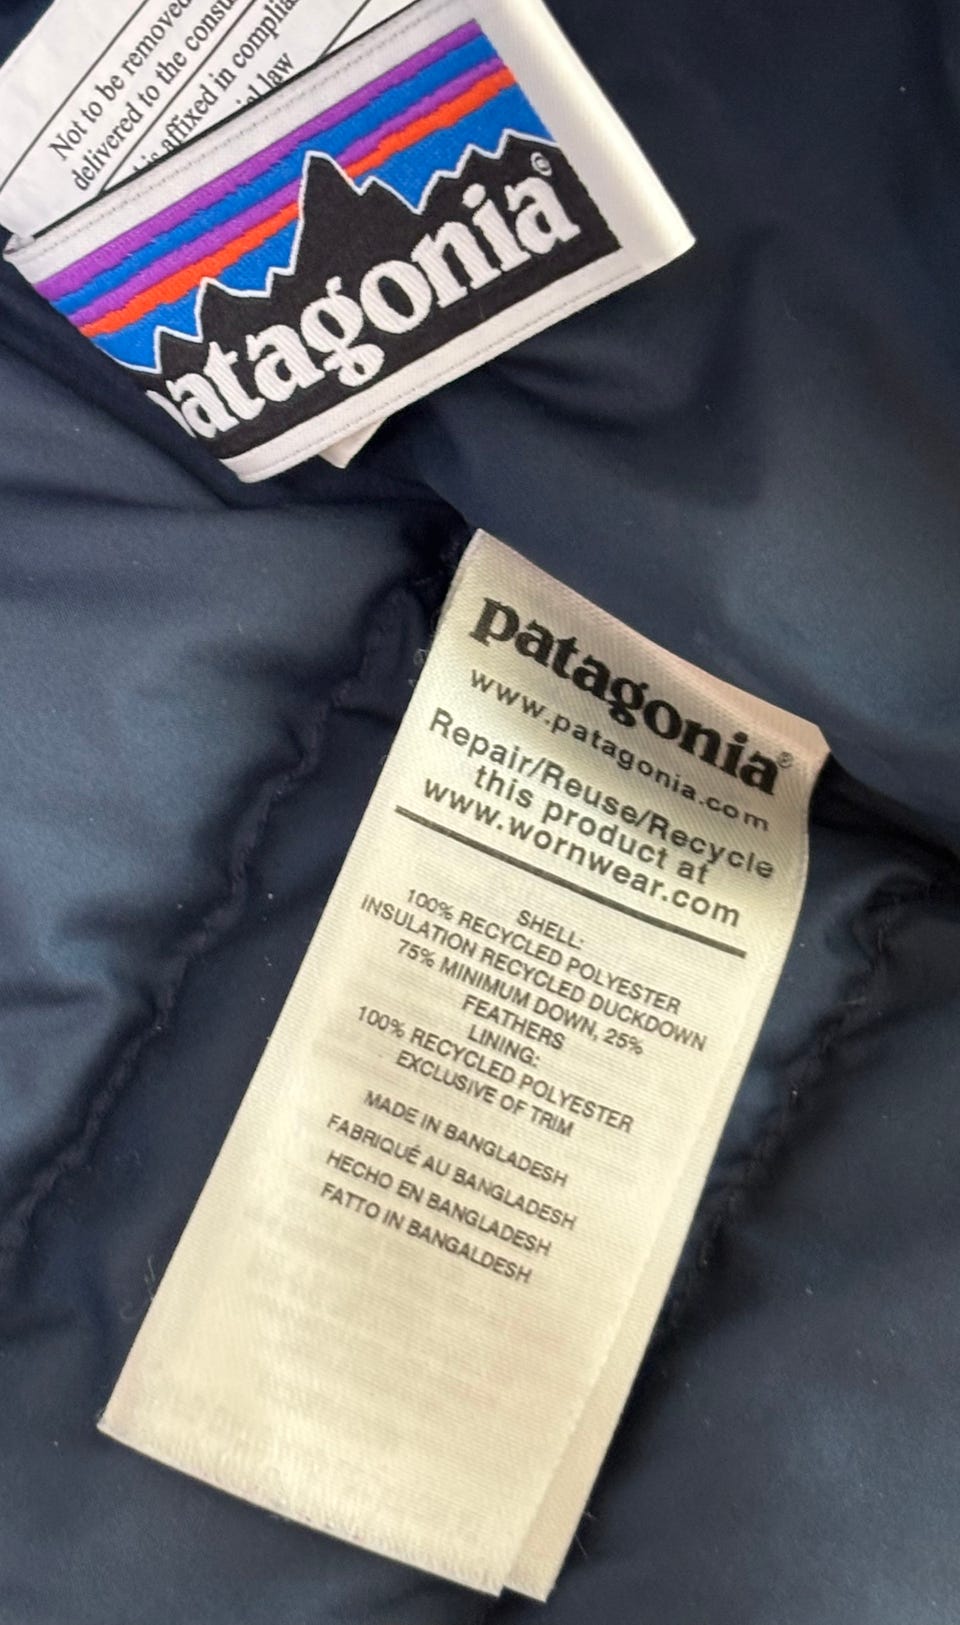 Not to be removed
delivered to the consu
is affixed in complia
al law
patagonia®
patagonia®
www.patagonia.com
Repair/Reuse/Recycle
this product at
www.wornwear.com
SHELL:
100% RECYCLED POLYESTER
INSULATION RECYCLED DUCKDOWN
75% MINIMUM DOWN, 25%
FEATHERS
LINING:
100% RECYCLED POLYESTER
EXCLUSIVE OF TRIM
MADE IN BANGLADESH
FABRIQUÉ AU BANGLADESH
HECHO EN BANGLADESH
FATTO IN BANGALDESH